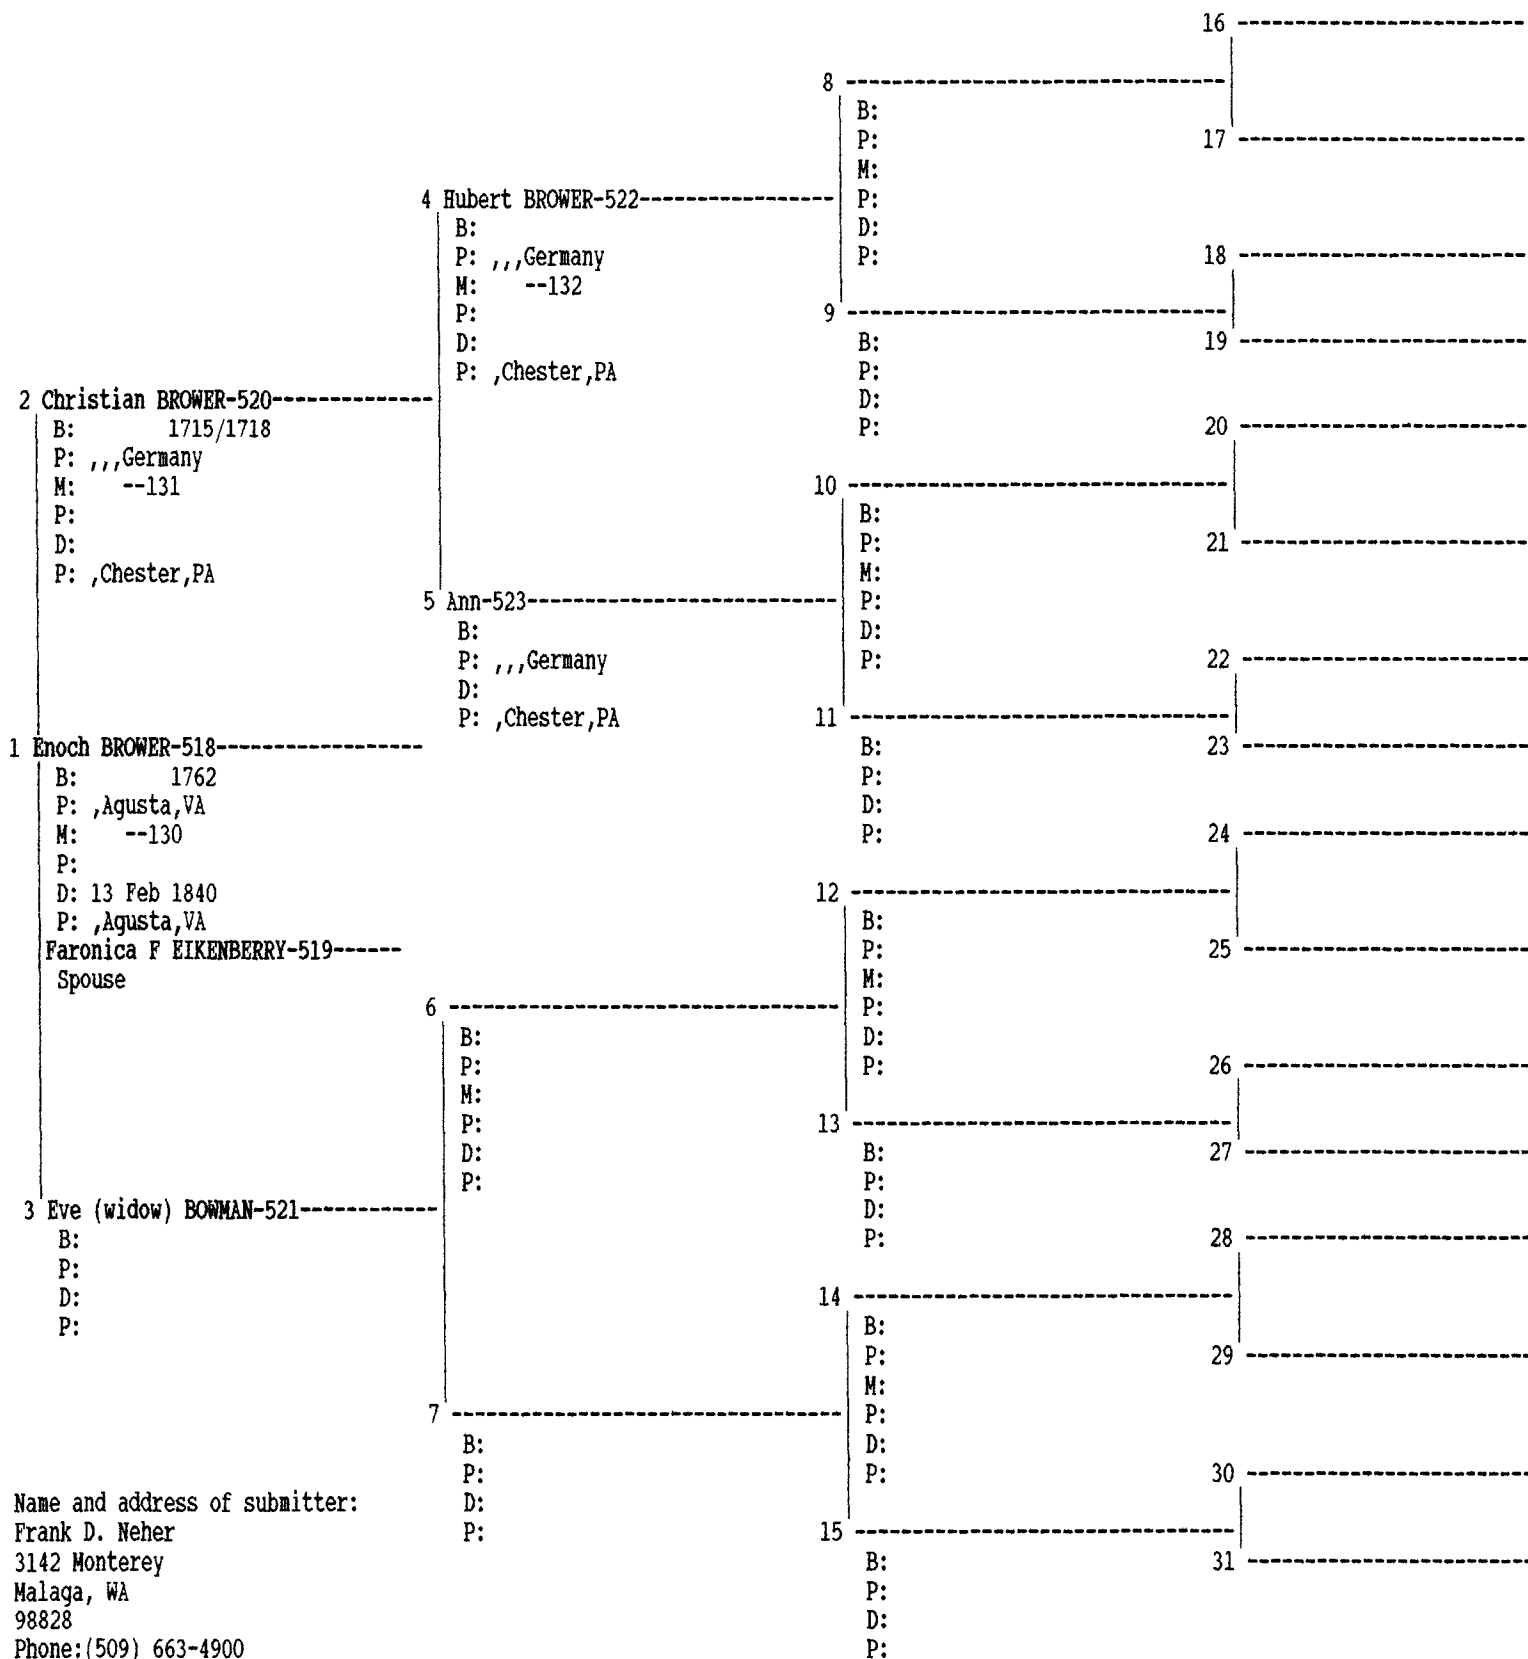 16 --------------------
8 --------------------
B:
P:
17 --------------------
M:
4 Hubert BROWER-522--------------------
P:
B:
D:
P: ,,,Germany
P:
18 --------------------
M: --132
P:
9 --------------------
D:
B:
19 --------------------
P: ,Chester,PA
P:
2 Christian BROWER-520--------------------
D:
B: 1715/1718
P:
20 --------------------
P: ,,,Germany
M: --131
10 --------------------
P:
B:
D:
P:
21 --------------------
P: ,Chester,PA
M:
5 Ann-523--------------------
P:
B:
D:
P: ,,,Germany
P:
22 --------------------
D:
P: ,Chester,PA
11 --------------------
1 Enoch BROWER-518--------------------
B:
23 --------------------
B: 1762
P:
P: ,Agusta,VA
D:
M: --130
P:
24 --------------------
P:
D: 13 Feb 1840
12 --------------------
P: ,Agusta,VA
B:
Faronica F EIKENBERRY-519------
P:
25 --------------------
Spouse
M:
6 --------------------
P:
B:
D:
P:
P:
26 --------------------
M:
P:
13 --------------------
D:
B:
27 --------------------
P:
P:
3 Eve (widow) BOWMAN-521--------------------
D:
B:
P:
28 --------------------
P:
D:
14 --------------------
P:
B:
P:
29 --------------------
M:
7 --------------------
P:
B:
D:
P:
P:
30 --------------------
Name and address of submitter:
D:
Frank D. Neher
P:
15 --------------------
3142 Monterey
B:
31 --------------------
Malaga, WA
P:
98828
D:
Phone:(509) 663-4900
P: